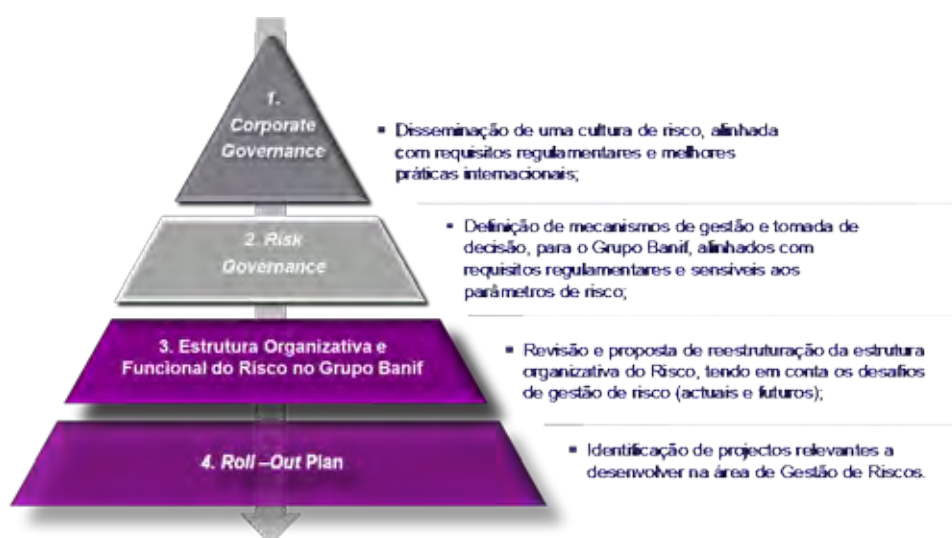 1.
Corporate
Governance
▪ Disseminação de uma cultura de risco, alinhada
com requisitos regulamentares e melhores
práticas internacionais;
2. Risk
Governance
▪ Definição de mecanismos de gestão e tomada de
decisão, para o Grupo Banif, alinhados com
requisitos regulamentares e sensíveis aos
parâmetros de risco;
3. Estrutura Organizativa e
Funcional do Risco no Grupo Banif
▪ Revisão e proposta de reestruturação da estrutura
organizativa do Risco, tendo em conta os desafios
de gestão de risco (actuais e futuros);
4. Roll –Out Plan
▪ Identificação de projectos relevantes a
desenvolver na área de Gestão de Riscos.